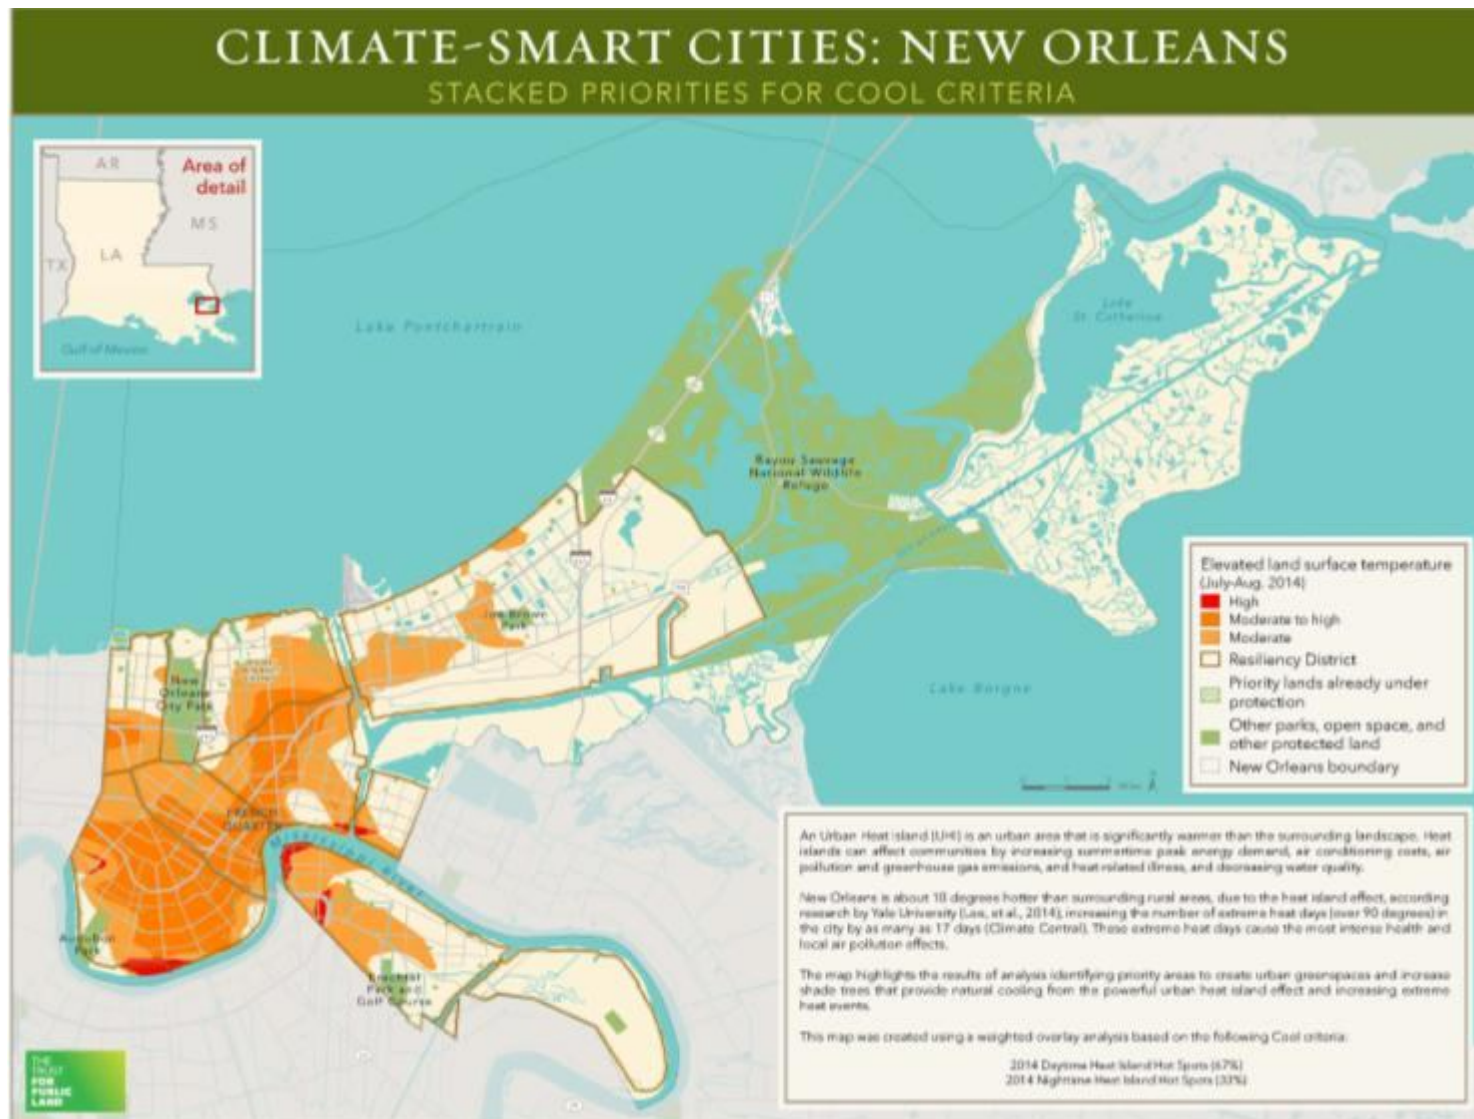 CLIMATE-SMART CITIES: NEW ORLEANS
STACKED PRIORITIES FOR COOL CRITERIA
Area of
detail
AR
MS
LA
TX
Gulf of Mexico
Lake Pontchartrain
Lake
St. Catherine
Bayou Sauvage
National Wildlife
Refuge
Joe Brown
Park
New
Orleans
City Park
FRENCH
QUARTER
Mississippi River
Audubon
Park
Brechtel
Park and
Golf Course
Lake Borgne
Elevated land surface temperature
(July-Aug. 2014)
High
Moderate to high
Moderate
Resiliency District
Priority lands already under
protection
Other parks, open space, and
other protected land
New Orleans boundary
An Urban Heat Island (UHI) is an urban area that is significantly warmer than the surrounding landscape. Heat
islands can affect communities by increasing summertime peak energy demand, air conditioning costs, air
pollution and greenhouse gas emissions, and heat-related illness, and decreasing water quality.
New Orleans is about 10 degrees hotter than surrounding rural areas, due to the heat island effect, according
research by Yale University (Lee, et al., 2014), increasing the number of extreme heat days (over 90 degrees) in
the city by as many as 17 days (Climate Central). These extreme heat days cause the most intense health and
local air pollution effects.
The map highlights the results of analysis identifying priority areas to create urban greenspaces and increase
shade trees that provide natural cooling from the powerful urban heat island effect and increasing extreme
heat events.
This map was created using a weighted overlay analysis based on the following Cool criteria:
2014 Daytime Heat Island Hot Spots (67%)
2014 Nighttime Heat Island Hot Spots (33%)
THE
TRUST
FOR
PUBLIC
LAND